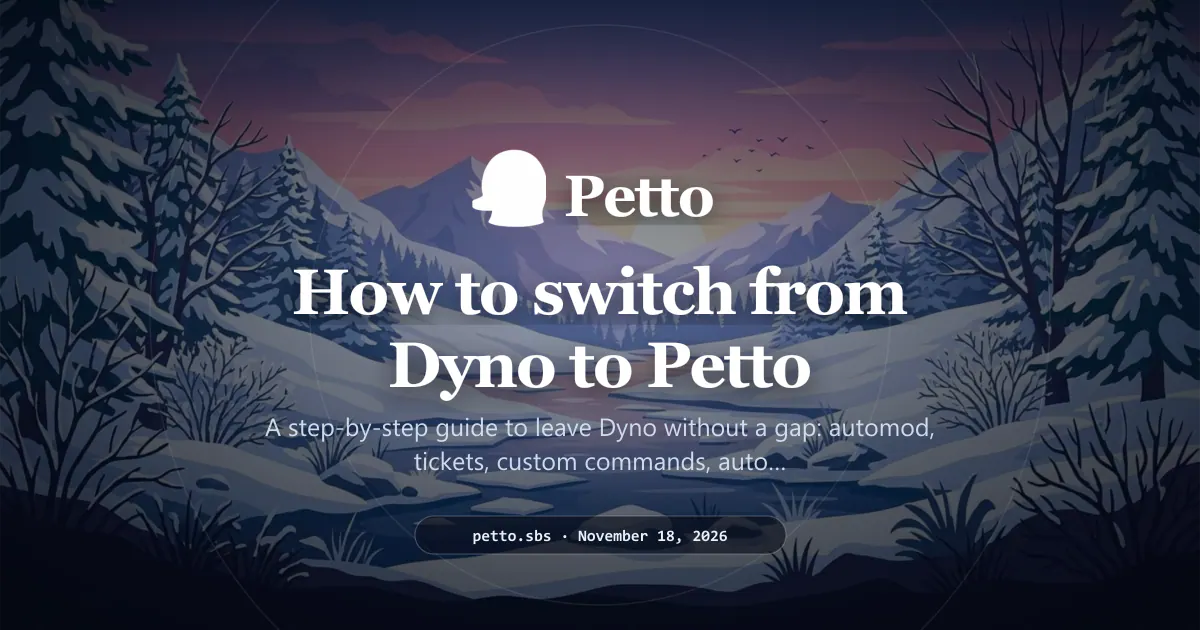 Petto
How to switch from
Dyno to Petto
A step-by-step guide to leave Dyno without a gap: automod,
tickets, custom commands, auto...
petto.sbs · November 18, 2026